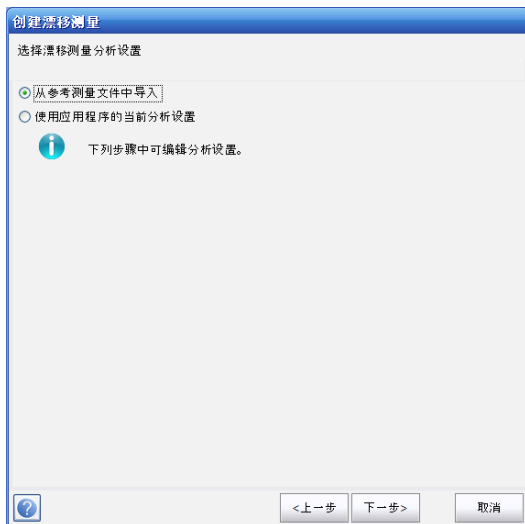 创建漂移测量
选择漂移测量分析设置
从参考测量文件中导入
使用应用程序的当前分析设置
下列步骤中可编辑分析设置。
<上一步 下一步> 取消